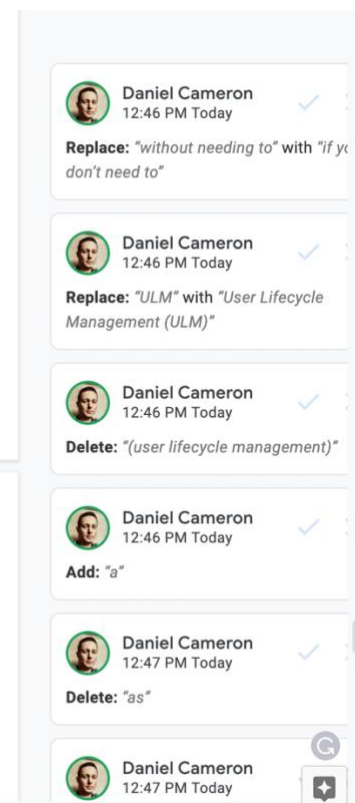 Daniel Cameron
12:46 PM Today
Replace: "without needing to" with "if yo
don't need to"
Daniel Cameron
12:46 PM Today
Replace: "ULM" with "User Lifecycle
Management (ULM)"
Daniel Cameron
12:46 PM Today
Delete: "(user lifecycle management)"
Daniel Cameron
12:46 PM Today
Add: "a"
Daniel Cameron
12:47 PM Today
Delete: "as"
Daniel Cameron
12:47 PM Today